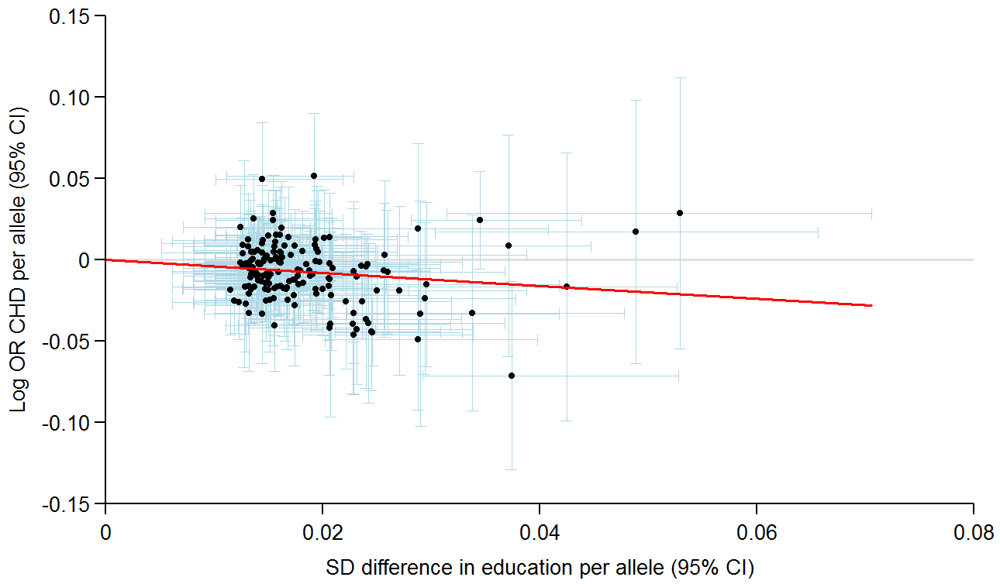 0.15
0.10
0.05
0
-0.05
-0.10
-0.15
Log OR CHD per allele (95% CI)
0 0.02 0.04 0.06 0.08
SD difference in education per allele (95% CI)